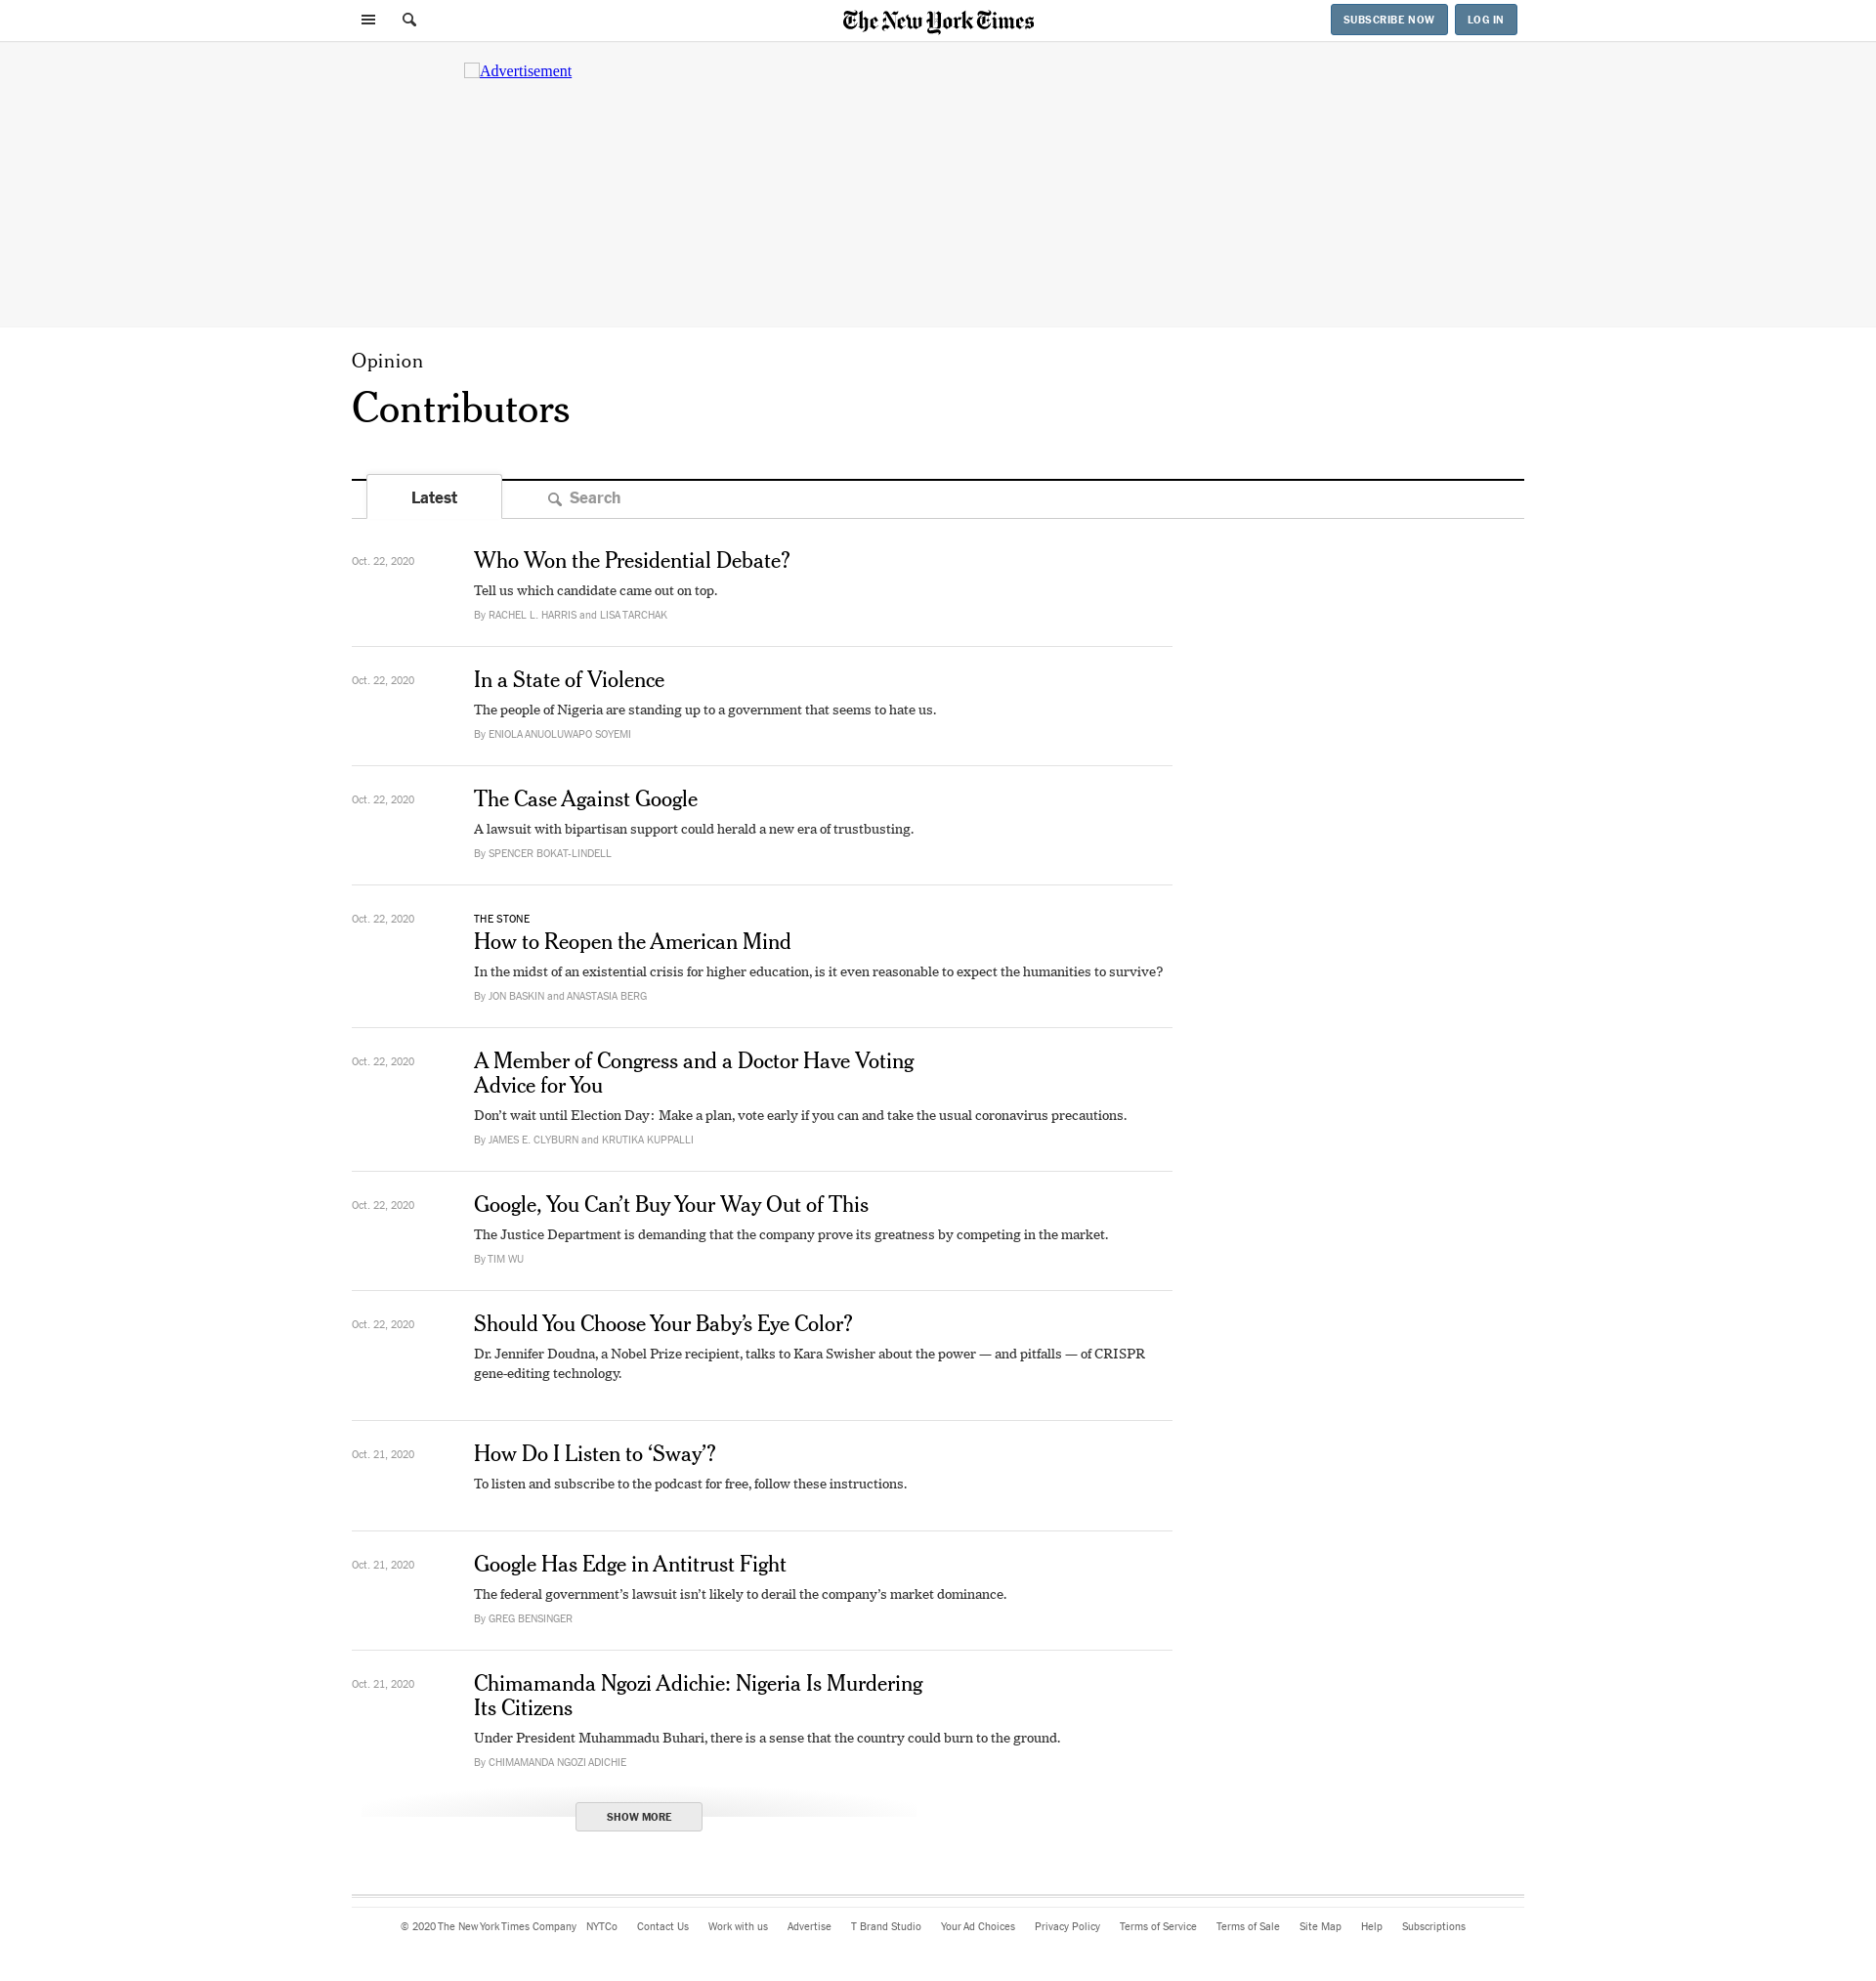 The New York Times
SUBSCRIBE NOW
LOG IN
Advertisement
Opinion
Contributors
Latest
Search
Oct. 22, 2020
Who Won the Presidential Debate?
Tell us which candidate came out on top.
By RACHEL L. HARRIS and LISA TARCHAK
Oct. 22, 2020
In a State of Violence
The people of Nigeria are standing up to a government that seems to hate us.
By ENIOLA ANUOLUWAPO SOYEMI
Oct. 22, 2020
The Case Against Google
A lawsuit with bipartisan support could herald a new era of trustbusting.
By SPENCER BOKAT-LINDELL
Oct. 22, 2020
THE STONE
How to Reopen the American Mind
In the midst of an existential crisis for higher education, is it even reasonable to expect the humanities to survive?
By JON BASKIN and ANASTASIA BERG
Oct. 22, 2020
A Member of Congress and a Doctor Have Voting
Advice for You
Don’t wait until Election Day: Make a plan, vote early if you can and take the usual coronavirus precautions.
By JAMES E. CLYBURN and KRUTIKA KUPPALLI
Oct. 22, 2020
Google, You Can’t Buy Your Way Out of This
The Justice Department is demanding that the company prove its greatness by competing in the market.
By TIM WU
Oct. 22, 2020
Should You Choose Your Baby’s Eye Color?
Dr. Jennifer Doudna, a Nobel Prize recipient, talks to Kara Swisher about the power — and pitfalls — of CRISPR
gene-editing technology.
Oct. 21, 2020
How Do I Listen to ‘Sway’?
To listen and subscribe to the podcast for free, follow these instructions.
Oct. 21, 2020
Google Has Edge in Antitrust Fight
The federal government’s lawsuit isn’t likely to derail the company’s market dominance.
By GREG BENSINGER
Oct. 21, 2020
Chimamanda Ngozi Adichie: Nigeria Is Murdering
Its Citizens
Under President Muhammadu Buhari, there is a sense that the country could burn to the ground.
By CHIMAMANDA NGOZI ADICHIE
SHOW MORE
© 2020 The New York Times Company NYTCo Contact Us Work with us Advertise T Brand Studio Your Ad Choices Privacy Policy Terms of Service Terms of Sale Site Map Help Subscriptions